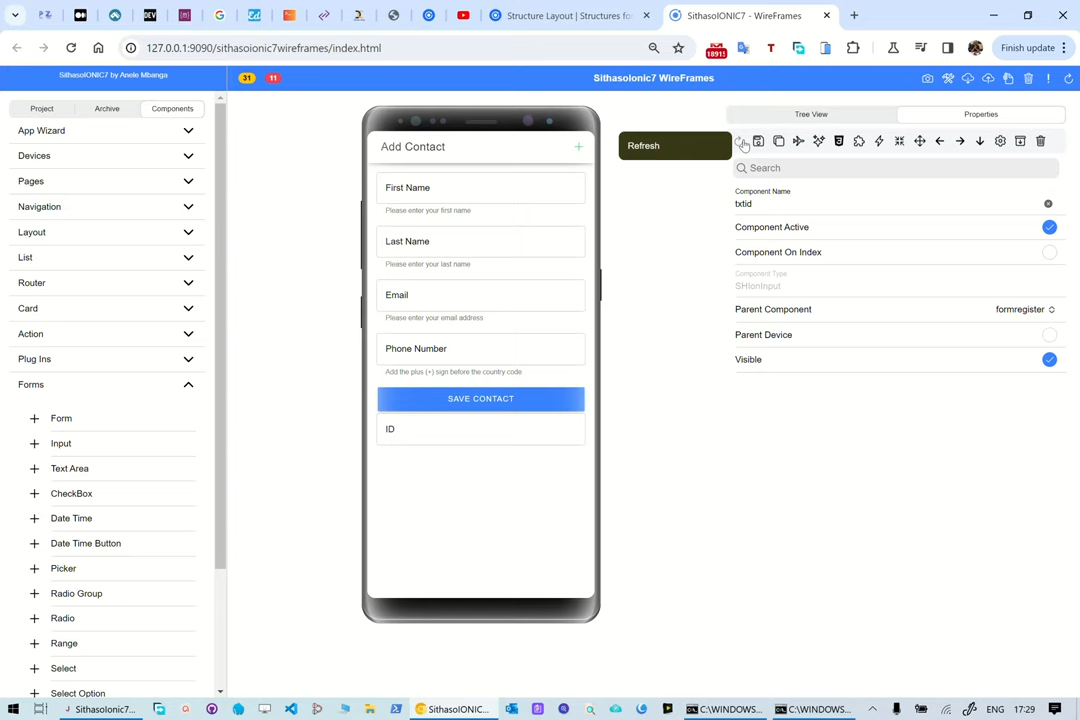 Structure Layout | Structures fo
SithasoIONIC7 - WireFrames
127.0.0.1:9090/sithasoionic7wireframes/index.html
18915
Finish update
SithasoIONIC7 by Anele Mbanga
31
11
SithasoIonic7 WireFrames
Project
Archive
Components
App Wizard
Devices
Pages
Navigation
Layout
List
Router
Card
Action
Plug Ins
Forms
Form
Input
Text Area
CheckBox
Date Time
Date Time Button
Picker
Radio Group
Radio
Range
Select
Select Option
Add Contact
First Name
Please enter your first name
Last Name
Please enter your last name
Email
Please enter your email address
Phone Number
Add the plus (+) sign before the country code
SAVE CONTACT
ID
Refresh
Tree View
Properties
Search
Component Name
txtid
Component Active
Component On Index
Component Type
SHIonInput
Parent Component
formregister
Parent Device
Visible
SithasoIonic7...
SithasoIONIC...
C:\WINDOWS...
C:\WINDOWS...
ENG
17:29